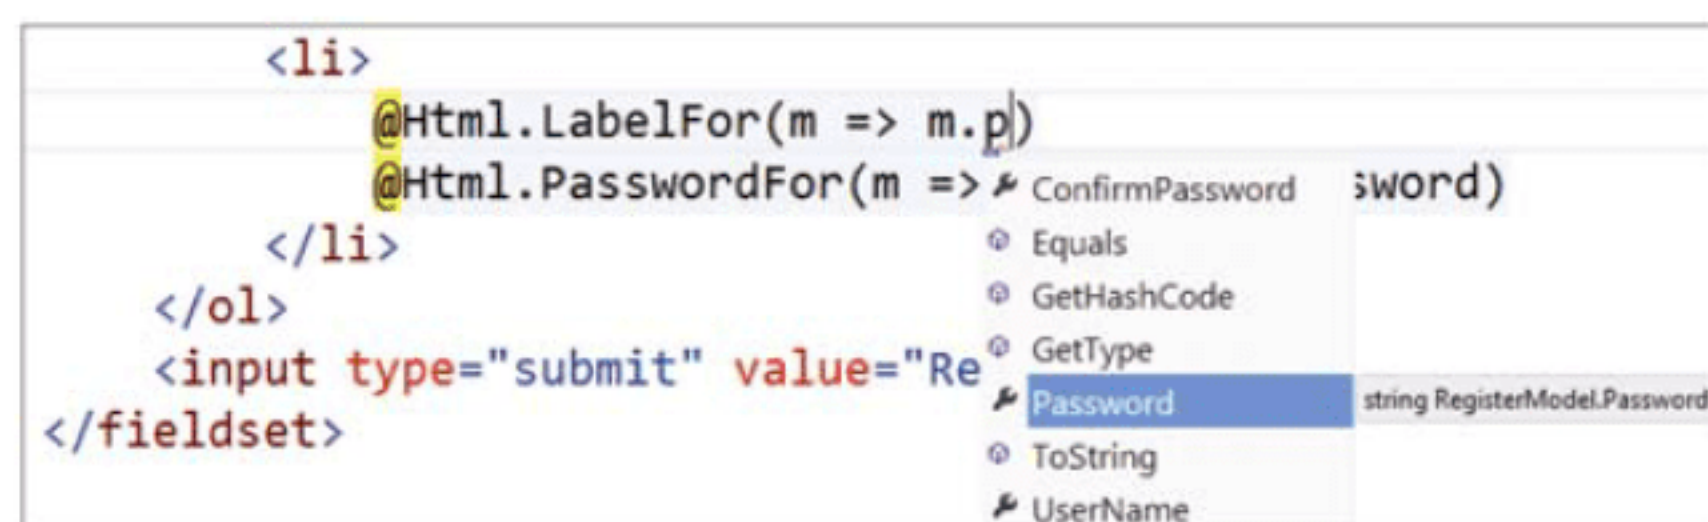 <li>
@Html.LabelFor(m => m.p)
@Html.PasswordFor(m => sword)
</li>
</ol>
<input type="submit" value="Re
</fieldset>
ConfirmPassword
Equals
GetHashCode
GetType
Password
string RegisterModel.Password
ToString
UserName